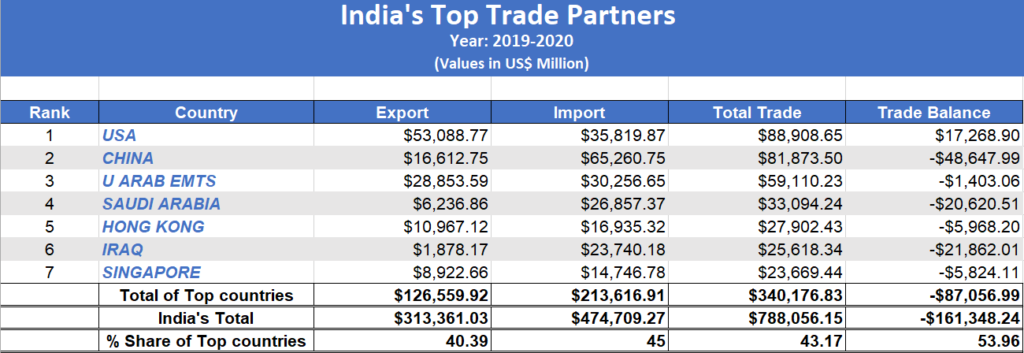 India's Top Trade Partners
Year: 2019-2020
(Values in US$ Million)
Rank Country Export Import Total Trade Trade Balance
1 USA $53,088.77 $35,819.87 $88,908.65 $17,268.90
2 CHINA $16,612.75 $65,260.75 $81,873.50 -$48,647.99
3 U ARAB EMTS $28,853.59 $30,256.65 $59,110.23 -$1,403.06
4 SAUDI ARABIA $6,236.86 $26,857.37 $33,094.24 -$20,620.51
5 HONG KONG $10,967.12 $16,935.32 $27,902.43 -$5,968.20
6 IRAQ $1,878.17 $23,740.18 $25,618.34 -$21,862.01
7 SINGAPORE $8,922.66 $14,746.78 $23,669.44 -$5,824.11
Total of Top countries $126,559.92 $213,616.91 $340,176.83 -$87,056.99
India's Total $313,361.03 $474,709.27 $788,056.15 -$161,348.24
% Share of Top countries 40.39 45 43.17 53.96